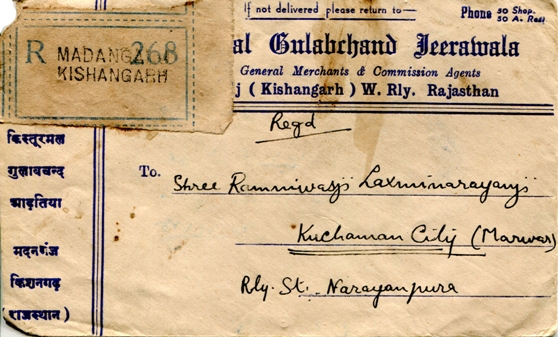 If not delivered please return to—
Phone 50 Shop.
50 A. Resi
R MADANGANJ 268
KISHANGARH
al Gulabchand Jeerawala
General Merchants & Commission Agents
j ( Kishangarh ) W. Rly. Rajasthan
Regd
किस्तूरमल
गुलाबचन्द
आढ़तिया
मदनगंज
किशनगढ़
(राजस्थान)
To.
Shree Ramniwasji Laxminarayanji
Kuchaman City (Marwar)
Rly. St. Narayanpura